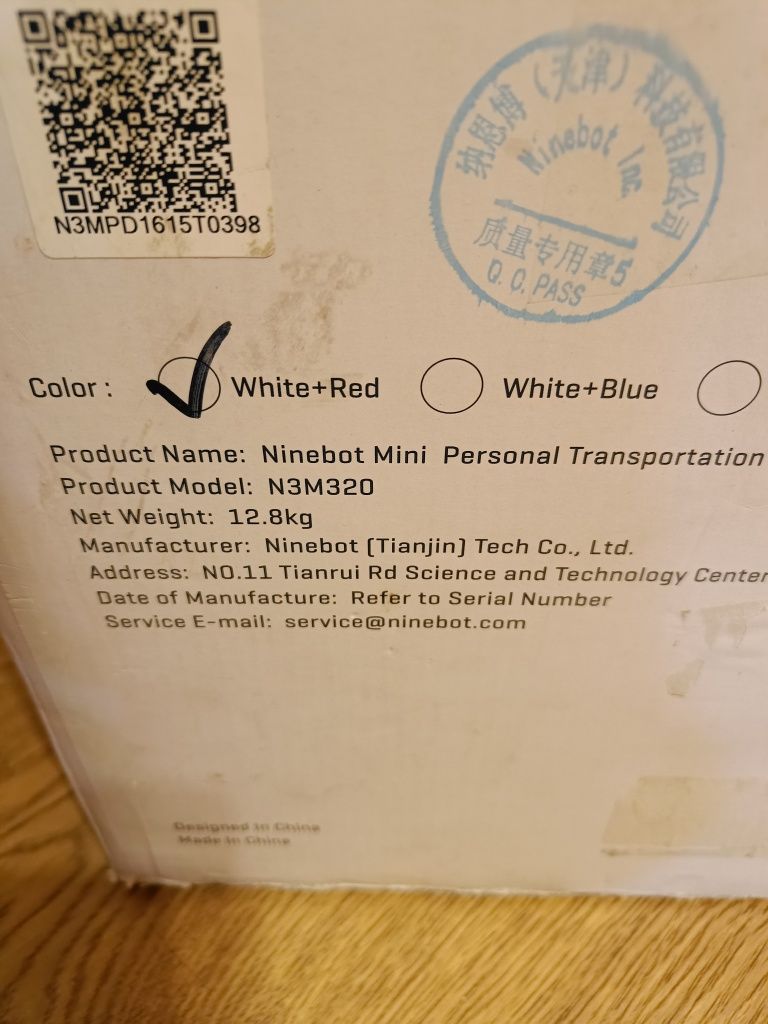 N3MPD1615T0398
纳恩博（天津）科技有限公司
Ninebot Inc.
质量专用章5
Q.C. PASS
Color: White+Red White+Blue
Product Name: Ninebot Mini Personal Transportation
Product Model: N3M320
Net Weight: 12.8kg
Manufacturer: Ninebot (Tianjin) Tech Co., Ltd.
Address: NO.11 Tianrui Rd Science and Technology Center
Date of Manufacture: Refer to Serial Number
Service E-mail: service@ninebot.com
Designed in China
Made in China